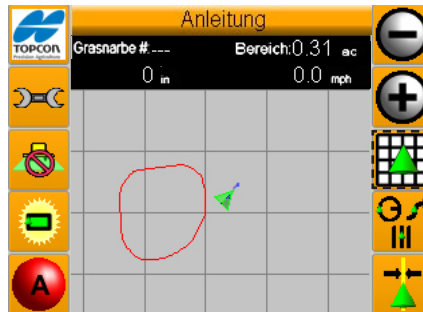 Anleitung
TOPCON
Precision Agriculture
Grasnarbe #:--- Bereich:0.31 ac
0 in 0.0 mph
A